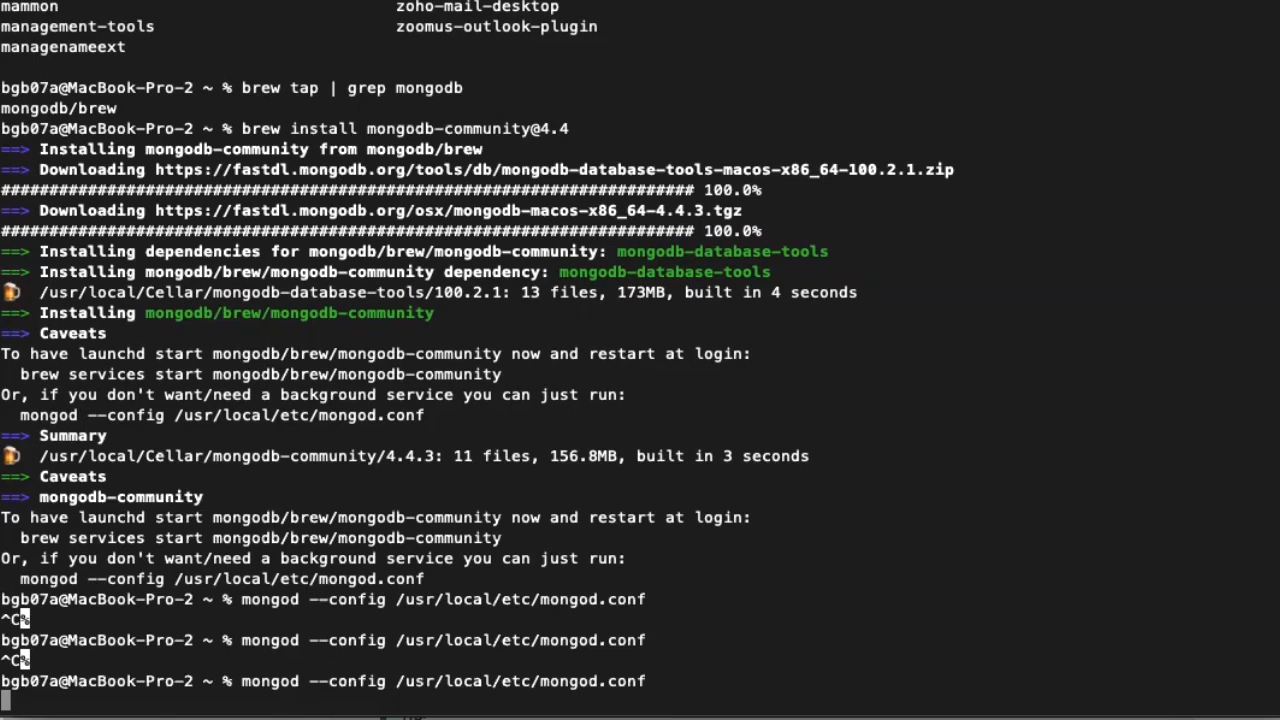 mammon zoho-mail-desktop
management-tools zoomus-outlook-plugin
managenameext
bgb07a@MacBook-Pro-2 ~ % brew tap | grep mongodb
mongodb/brew
bgb07a@MacBook-Pro-2 ~ % brew install mongodb-community@4.4
==> Installing mongodb-community from mongodb/brew
==> Downloading https://fastdl.mongodb.org/tools/db/mongodb-database-tools-macos-x86_64-100.2.1.zip
######################################################################## 100.0%
==> Downloading https://fastdl.mongodb.org/osx/mongodb-macos-x86_64-4.4.3.tgz
######################################################################## 100.0%
==> Installing dependencies for mongodb/brew/mongodb-community: mongodb-database-tools
==> Installing mongodb/brew/mongodb-community dependency: mongodb-database-tools
🍺 /usr/local/Cellar/mongodb-database-tools/100.2.1: 13 files, 173MB, built in 4 seconds
==> Installing mongodb/brew/mongodb-community
==> Caveats
To have launchd start mongodb/brew/mongodb-community now and restart at login:
brew services start mongodb/brew/mongodb-community
Or, if you don't want/need a background service you can just run:
mongod --config /usr/local/etc/mongod.conf
==> Summary
🍺 /usr/local/Cellar/mongodb-community/4.4.3: 11 files, 156.8MB, built in 3 seconds
==> Caveats
==> mongodb-community
To have launchd start mongodb/brew/mongodb-community now and restart at login:
brew services start mongodb/brew/mongodb-community
Or, if you don't want/need a background service you can just run:
mongod --config /usr/local/etc/mongod.conf
bgb07a@MacBook-Pro-2 ~ % mongod --config /usr/local/etc/mongod.conf
^C%
bgb07a@MacBook-Pro-2 ~ % mongod --config /usr/local/etc/mongod.conf
^C%
bgb07a@MacBook-Pro-2 ~ % mongod --config /usr/local/etc/mongod.conf